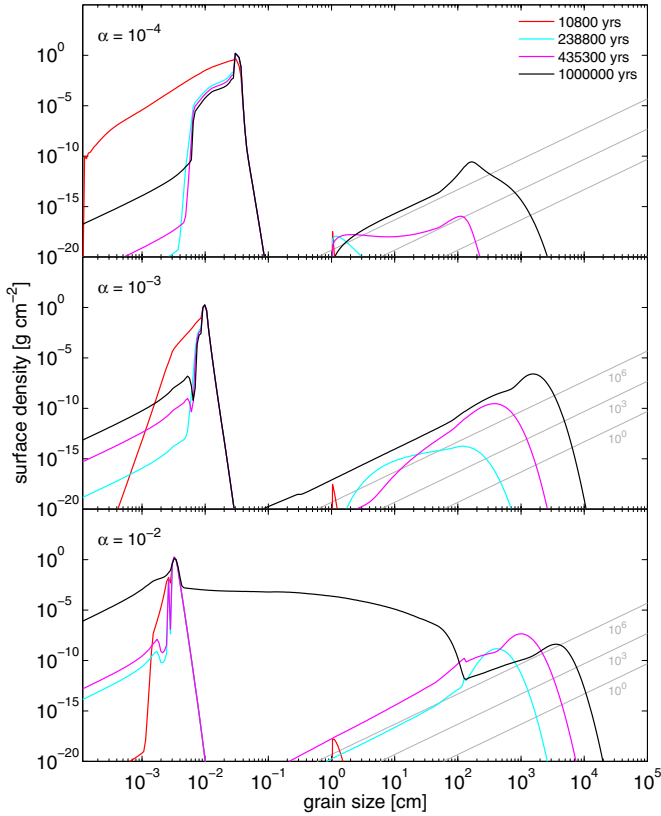 10⁰
10⁻⁵
10⁻¹⁰
10⁻¹⁵
10⁻²⁰
α = 10⁻⁴
10800 yrs
238800 yrs
435300 yrs
1000000 yrs
10⁰
10⁻⁵
10⁻¹⁰
10⁻¹⁵
10⁻²⁰
α = 10⁻³
10⁶
10³
10⁰
surface density [g cm⁻²]
10⁰
10⁻⁵
10⁻¹⁰
10⁻¹⁵
10⁻²⁰
α = 10⁻²
10⁶
10³
10⁰
10⁻³ 10⁻² 10⁻¹ 10⁰ 10¹ 10² 10³ 10⁴ 10⁵
grain size [cm]